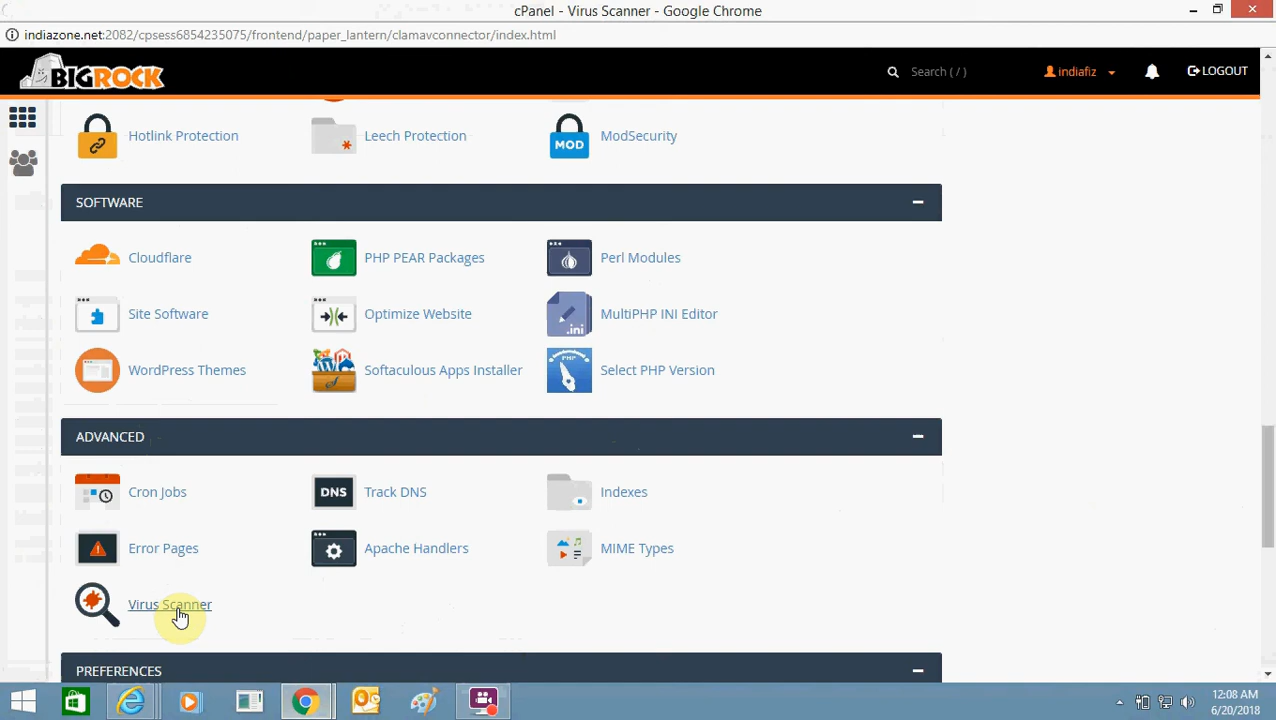 cPanel - Virus Scanner - Google Chrome
indiazone.net:2082/cpsess6854235075/frontend/paper_lantern/clamavconnector/index.html
BIGROCK Search ( / ) indiafiz LOGOUT
Hotlink Protection Leech Protection MOD ModSecurity
SOFTWARE
Cloudflare PHP PEAR Packages Perl Modules
Site Software Optimize Website .ini MultiPHP INI Editor
WordPress Themes Softaculous Apps Installer PHP Select PHP Version
ADVANCED
Cron Jobs DNS Track DNS Indexes
Error Pages Apache Handlers MIME Types
Virus Scanner
PREFERENCES
12:08 AM
6/20/2018